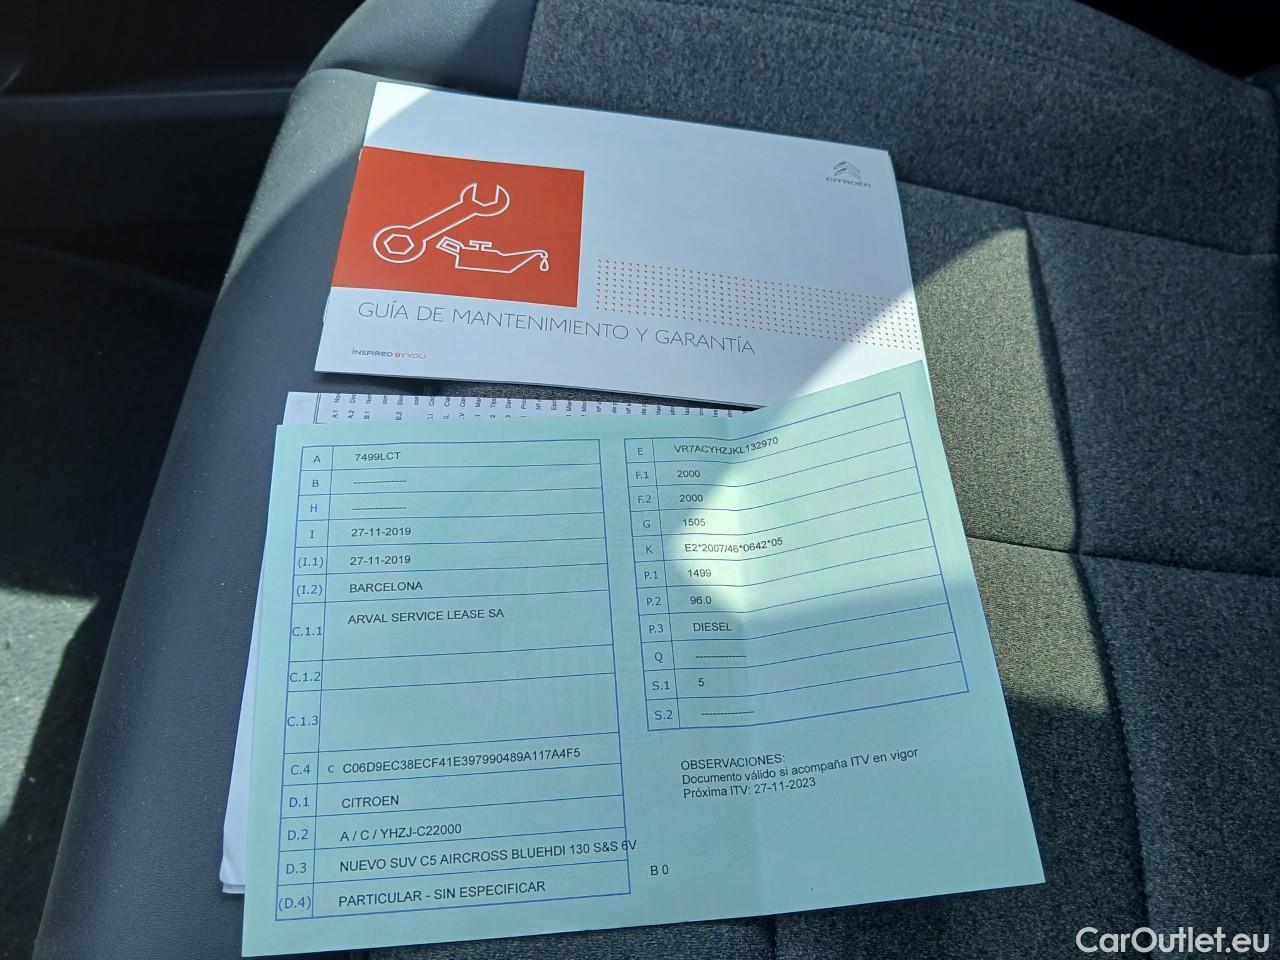 CITROËN
GUÍA DE MANTENIMIENTO Y GARANTÍA
INSPIRED BY YOU
A 7499LCT
B ---------------
H ---------------
I 27-11-2019
(I.1) 27-11-2019
(I.2) BARCELONA
C.1.1 ARVAL SERVICE LEASE SA
C.1.2
C.1.3
C.4 c C06D9EC38ECF41E397990489A117A4F5
D.1 CITROEN
D.2 A / C / YHZJ-C22000
D.3 NUEVO SUV C5 AIRCROSS BLUEHDI 130 S&S 6V
(D.4) PARTICULAR - SIN ESPECIFICAR
E VR7ACYHZJKL132970
F.1 2000
F.2 2000
G 1505
K E2*2007/46*0642*05
P.1 1499
P.2 96.0
P.3 DIESEL
Q ---------------
S.1 5
S.2 ---------------
OBSERVACIONES:
Documento válido si acompaña ITV en vigor
Próxima ITV: 27-11-2023
B 0
CarOutlet.eu